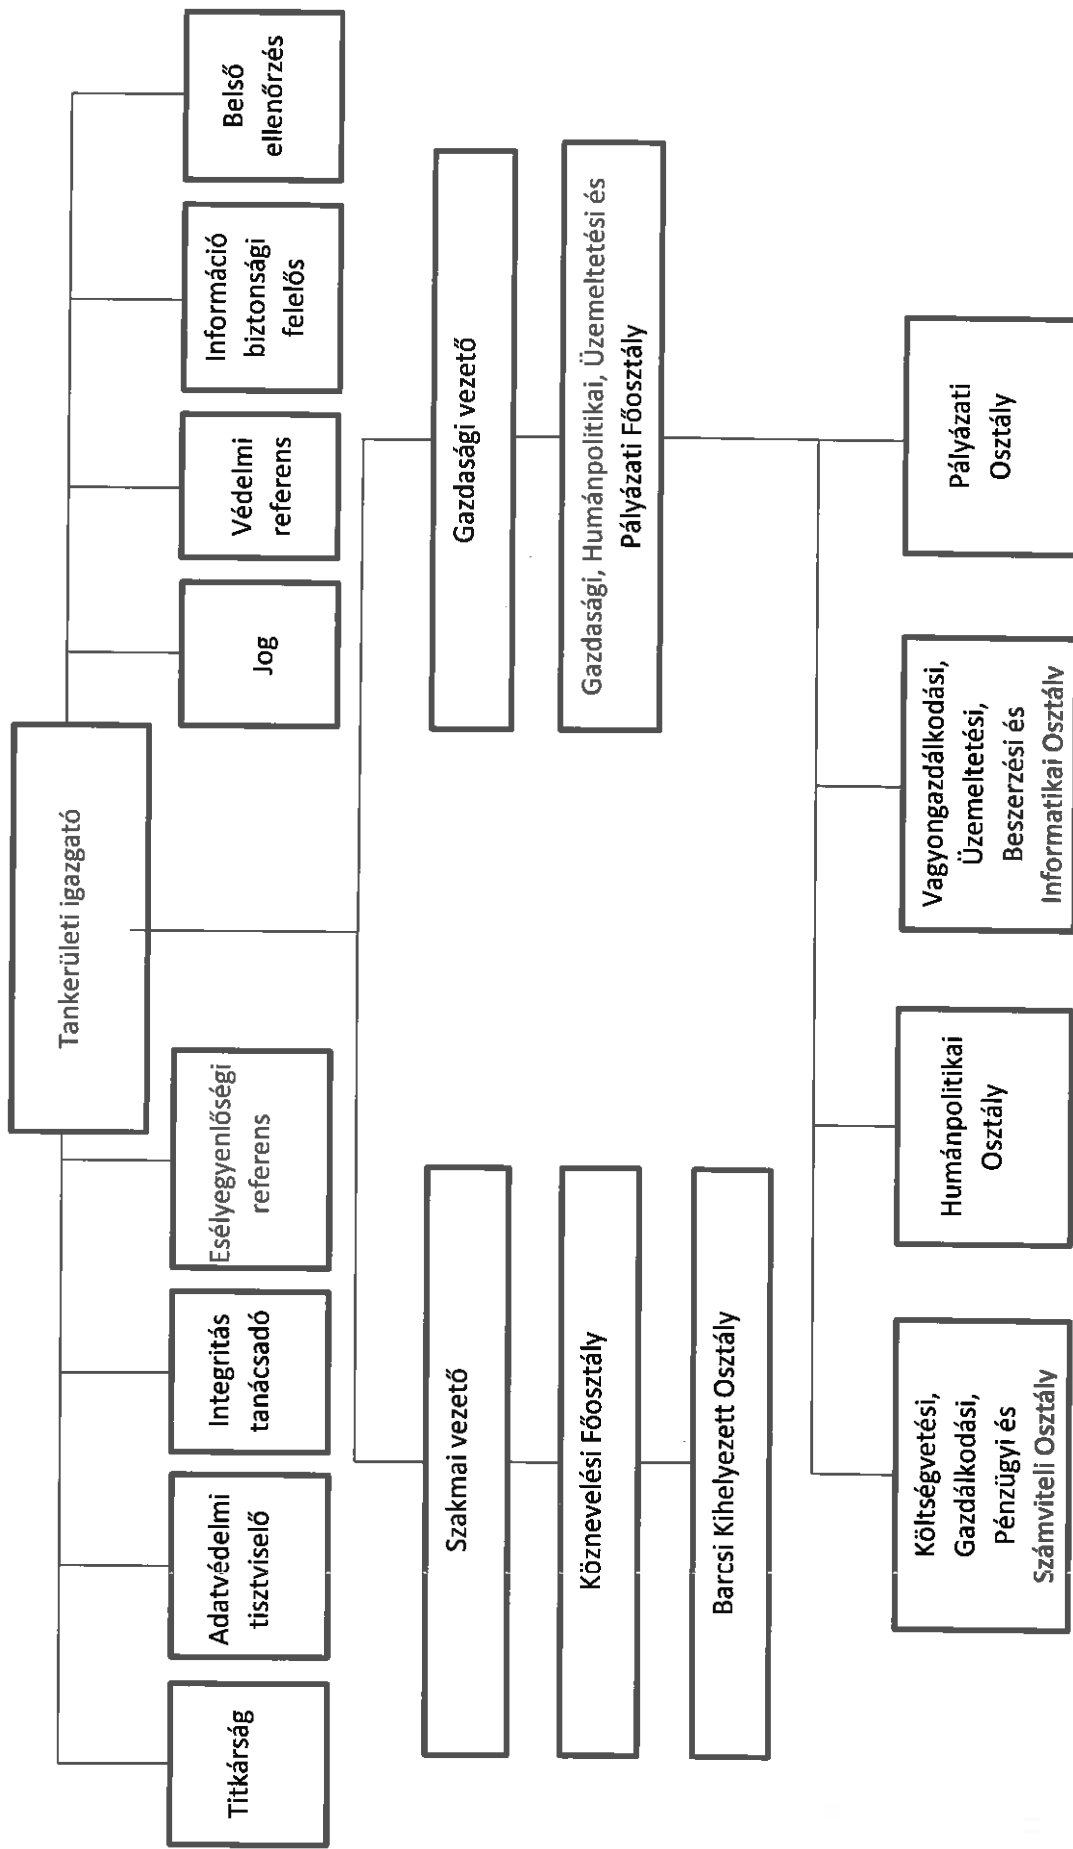 Tankerületi igazgató
Titkárság
Adatvédelmi
tisztviselő
Integritás
tanácsadó
Esélyegyenlőségi
referens
Jog
Védelmi
referens
Információ
biztonsági
felelős
Belső
ellenőrzés
Szakmai vezető
Gazdasági vezető
Köznevelési Főosztály
Gazdasági, Humánpolitikai, Üzemeltetési és
Pályázati Főosztály
Barcsi Kihelyezett Osztály
Költségvetési,
Gazdálkodási,
Pénzügyi és
Számviteli Osztály
Humánpolitikai
Osztály
Vagyongazdálkodási,
Üzemeltetési,
Beszerzési és
Informatikai Osztály
Pályázati
Osztály